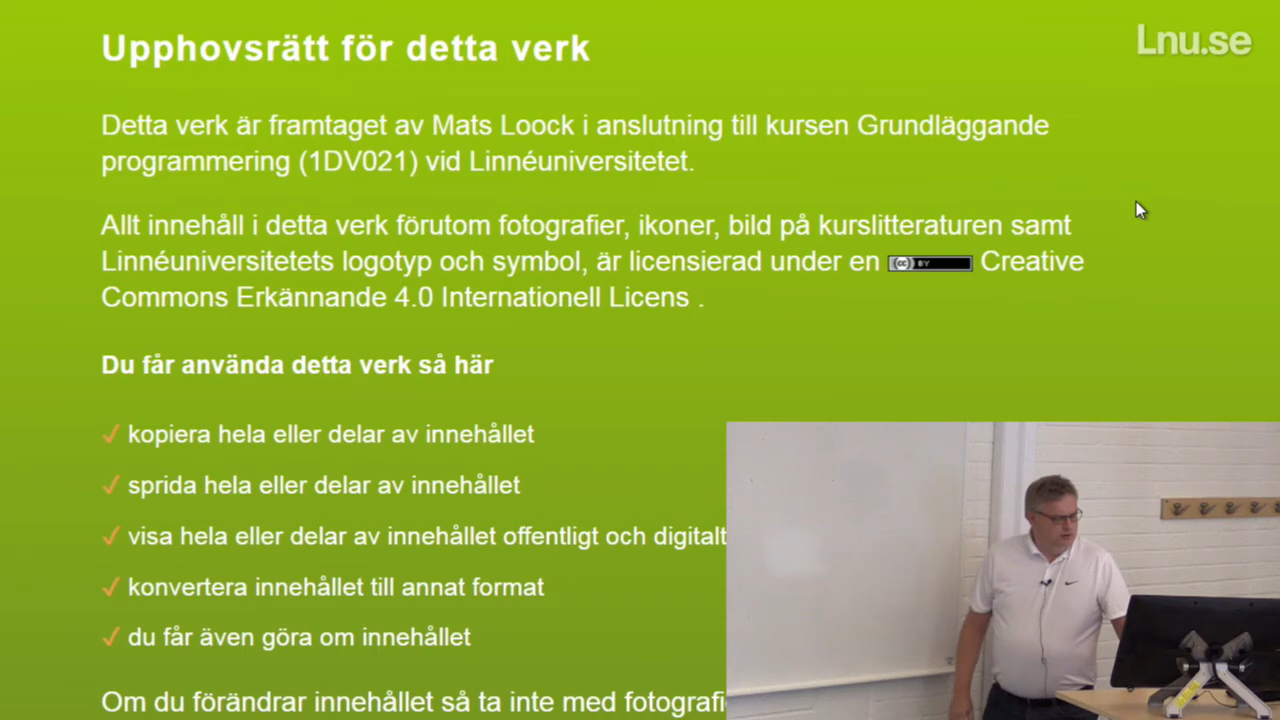 Upphovsrätt för detta verk
Lnu.se
Detta verk är framtaget av Mats Loock i anslutning till kursen Grundläggande
programmering (1DV021) vid Linnéuniversitetet.
Allt innehåll i detta verk förutom fotografier, ikoner, bild på kurslitteraturen samt
Linnéuniversitetets logotyp och symbol, är licensierad under en cc BY Creative
Commons Erkännande 4.0 Internationell Licens .
Du får använda detta verk så här
✓ kopiera hela eller delar av innehållet
✓ sprida hela eller delar av innehållet
✓ visa hela eller delar av innehållet offentligt och digitalt
✓ konvertera innehållet till annat format
✓ du får även göra om innehållet
Om du förändrar innehållet så ta inte med fotografi